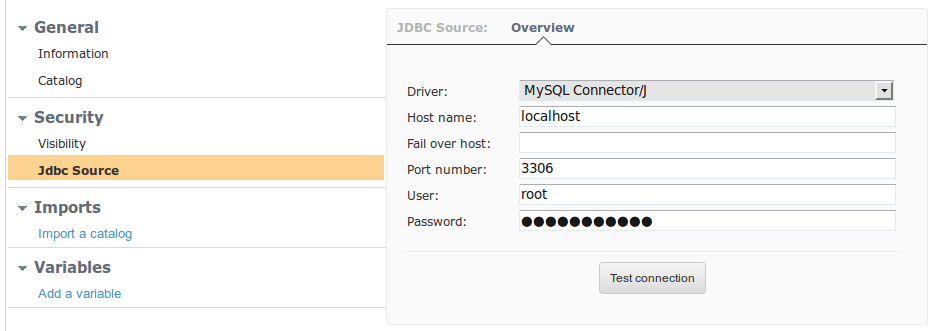 General
Information
Catalog
Security
Visibility
Jdbc Source
Imports
Import a catalog
Variables
Add a variable
JDBC Source: Overview
Driver: MySQL Connector/J
Host name: localhost
Fail over host:
Port number: 3306
User: root
Password: ●●●●●●●●●●●
Test connection